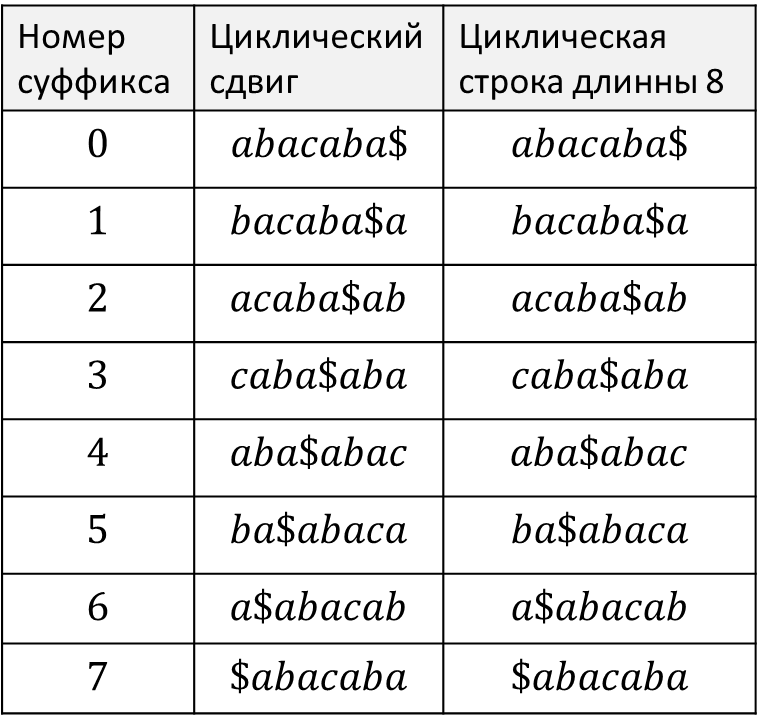 Номер суффикса Циклический сдвиг Циклическая строка длинны 8
0 abacaba$ abacaba$
1 bacaba$a bacaba$a
2 acaba$ab acaba$ab
3 caba$aba caba$aba
4 aba$abac aba$abac
5 ba$abaca ba$abaca
6 a$abacab a$abacab
7 $abacaba $abacaba